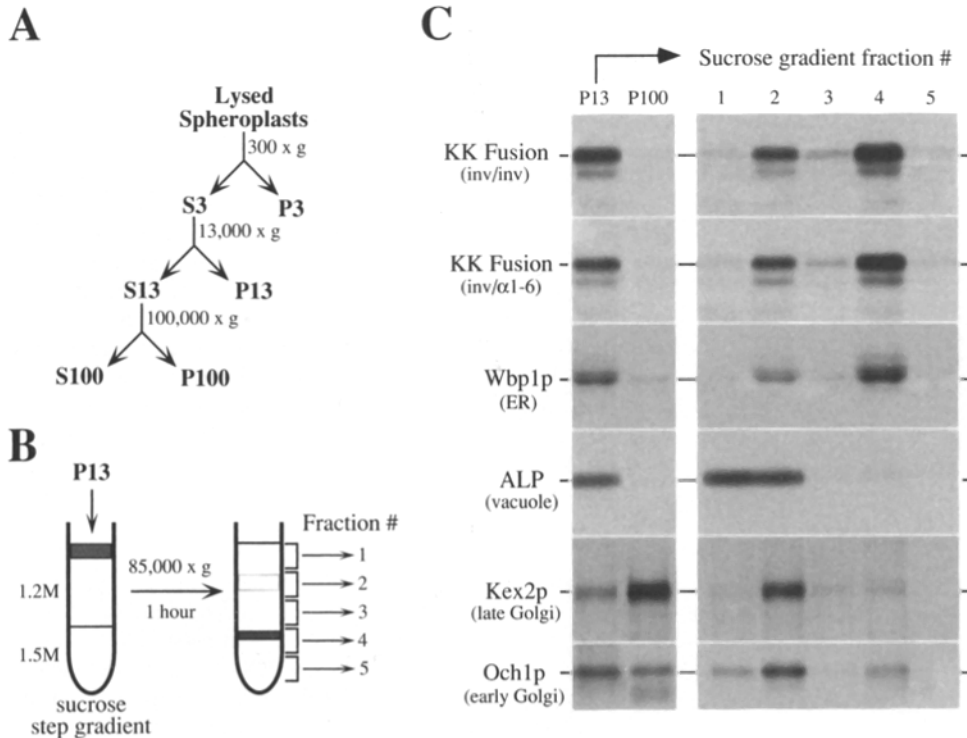 A
Lysed
Spheroplasts
300 x g
S3
P3
13,000 x g
S13
P13
100,000 x g
S100
P100
B
P13
1.2M
1.5M
85,000 x g
1 hour
Fraction #
1
2
3
4
5
sucrose
step gradient
C
Sucrose gradient fraction #
P13 P100 1 2 3 4 5
KK Fusion
(inv/inv)
KK Fusion
(inv/α1-6)
Wbp1p
(ER)
ALP
(vacuole)
Kex2p
(late Golgi)
Och1p
(early Golgi)